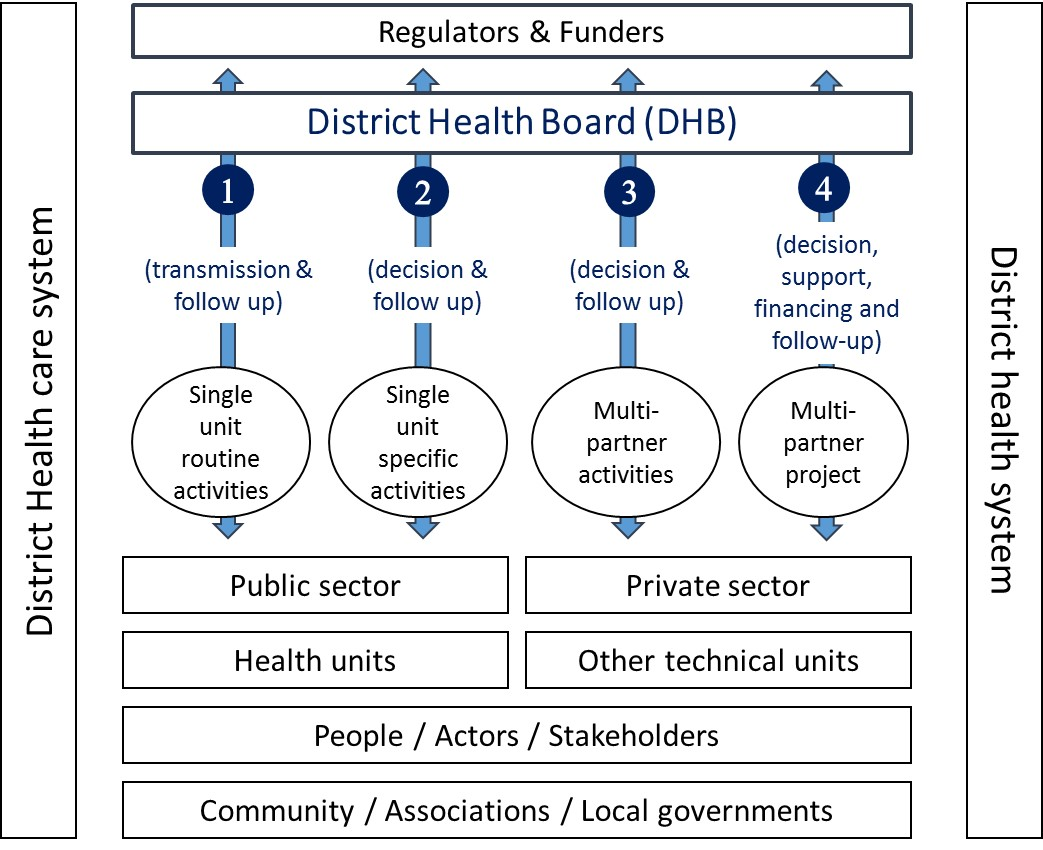 District Health care system
Regulators & Funders
District Health Board (DHB)
1
2
3
4
(transmission &
follow up)
(decision &
follow up)
(decision &
follow up)
(decision,
support,
financing and
follow-up)
Single
unit
routine
activities
Single
unit
specific
activities
Multi-
partner
activities
Multi-
partner
project
Public sector
Private sector
Health units
Other technical units
People / Actors / Stakeholders
Community / Associations / Local governments
District health system